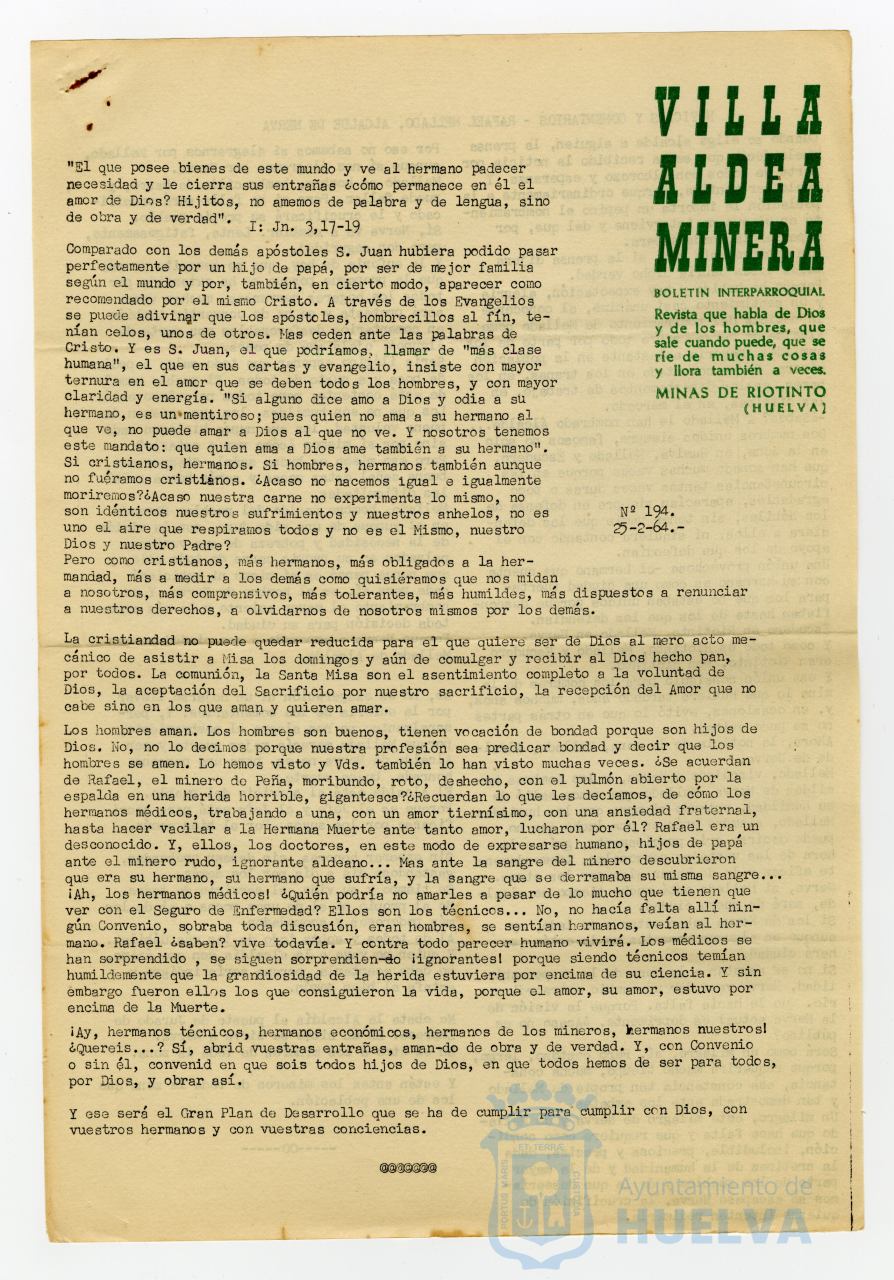 VILLA
ALDEA
MINERA
BOLETIN INTERPARROQUIAL
Revista que habla de Dios
y de los hombres, que
sale cuando puede, que se
ríe de muchas cosas
y llora también a veces.
MINAS DE RIOTINTO
(HUELVA)
Nº 194.
25-2-64.-
"El que posee bienes de este mundo y ve al hermano padecer
necesidad y le cierra sus entrañas ¿cómo permanece en él el
amor de Dios? Hijitos, no amemos de palabra y de lengua, sino
de obra y de verdad".
I: Jn. 3,17-19
Comparado con los demás apóstoles S. Juan hubiera podido pasar
perfectamente por un hijo de papá, por ser de mejor familia
según el mundo y por, también, en cierto modo, aparecer como
recomendado por el mismo Cristo. A través de los Evangelios
se puede adivinar que los apóstoles, hombrecillos al fín, te-
nían celos, unos de otros. Mas ceden ante las palabras de
Cristo. Y es S. Juan, el que podríamos, llamar de "más clase
humana", el que en sus cartas y evangelio, insiste con mayor
ternura en el amor que se deben todos los hombres, y con mayor
claridad y energía. "Si alguno dice amo a Dios y odia a su
hermano, es un mentiroso; pues quien no ama a su hermano al
que ve, no puede amar a Dios al que no ve. Y nosotros tenemos
este mandato: que quien ama a Dios ame también a su hermano".
Si cristianos, hermanos. Si hombres, hermanos también aunque
no fuéramos cristiános. ¿Acaso no nacemos igual e igualmente
moriremos?¿Acaso nuestra carne no experimenta lo mismo, no
son idénticos nuestros sufrimientos y nuestros anhelos, no es
uno el aire que respiramos todos y no es el Mismo, nuestro
Dios y nuestro Padre?
Pero como cristianos, más hermanos, más obligados a la her-
mandad, más a medir a los demás como quisiéramos que nos midan
a nosotros, más comprensivos, más tolerantes, más humildes, más dispuestos a renunciar
a nuestros derechos, a olvidarnos de nosotros mismos por los demás.
La cristiandad no puede quedar reducida para el que quiere ser de Dios al mero acto me-
cánico de asistir a Misa los domingos y aún de comulgar y recibir al Dios hecho pan,
por todos. La comunión, la Santa Misa son el asentimiento completo a la voluntad de
Dios, la aceptación del Sacrificio por nuestro sacrificio, la recepción del Amor que no
cabe sino en los que aman y quieren amar.
Los hombres aman. Los hombres son buenos, tienen vocación de bondad porque son hijos de
Dios. No, no lo decimos porque nuestra profesión sea predicar bondad y decir que los
hombres se amen. Lo hemos visto y Vds. también lo han visto muchas veces. ¿Se acuerdan
de Rafael, el minero de Peña, moribundo, roto, deshecho, con el pulmón abierto por la
espalda en una herida horrible, gigantesca?¿Recuerdan lo que les decíamos, de cómo los
hermanos médicos, trabajando a una, con un amor tiernísimo, con una ansiedad fraternal,
hasta hacer vacilar a la Hermana Muerte ante tanto amor, lucharon por él? Rafael era un
desconocido. Y, ellos, los doctores, en este modo de expresarse humano, hijos de papá
ante el minero rudo, ignorante aldeano... Mas ante la sangre del minero descubrieron
que era su hermano, su hermano que sufría, y la sangre que se derramaba su misma sangre...
¡Ah, los hermanos médicos! ¿Quién podría no amarles a pesar de lo mucho que tienen que
ver con el Seguro de Enfermedad? Ellos son los técnicos... No, no hacía falta allí nin-
gún Convenio, sobraba toda discusión, eran hombres, se sentían hermanos, veían al her-
mano. Rafael ¿saben? vive todavía. Y contra todo parecer humano vivirá. Los médicos se
han sorprendido , se siguen sorprendien-do ¡ignorantes! porque siendo técnicos temían
humildemente que la grandiosidad de la herida estuviera por encima de su ciencia. Y sin
embargo fueron ellos los que consiguieron la vida, porque el amor, su amor, estuvo por
encima de la Muerte.
¡Ay, hermanos técnicos, hermanos económicos, hermanos de los mineros, hermanos nuestros!
¿Quereis...? Sí, abrid vuestras entrañas, aman-do de obra y de verdad. Y, con Convenio
o sin él, convenid en que sois todos hijos de Dios, en que todos hemos de ser para todos,
por Dios, y obrar así.
Y ese será el Gran Plan de Desarrollo que se ha de cumplir para cumplir con Dios, con
vuestros hermanos y con vuestras conciencias.
@@@@@@@
PORTUS MARIS
ET TERRÆ
CUSTODIA
Ayuntamiento de
HUELVA